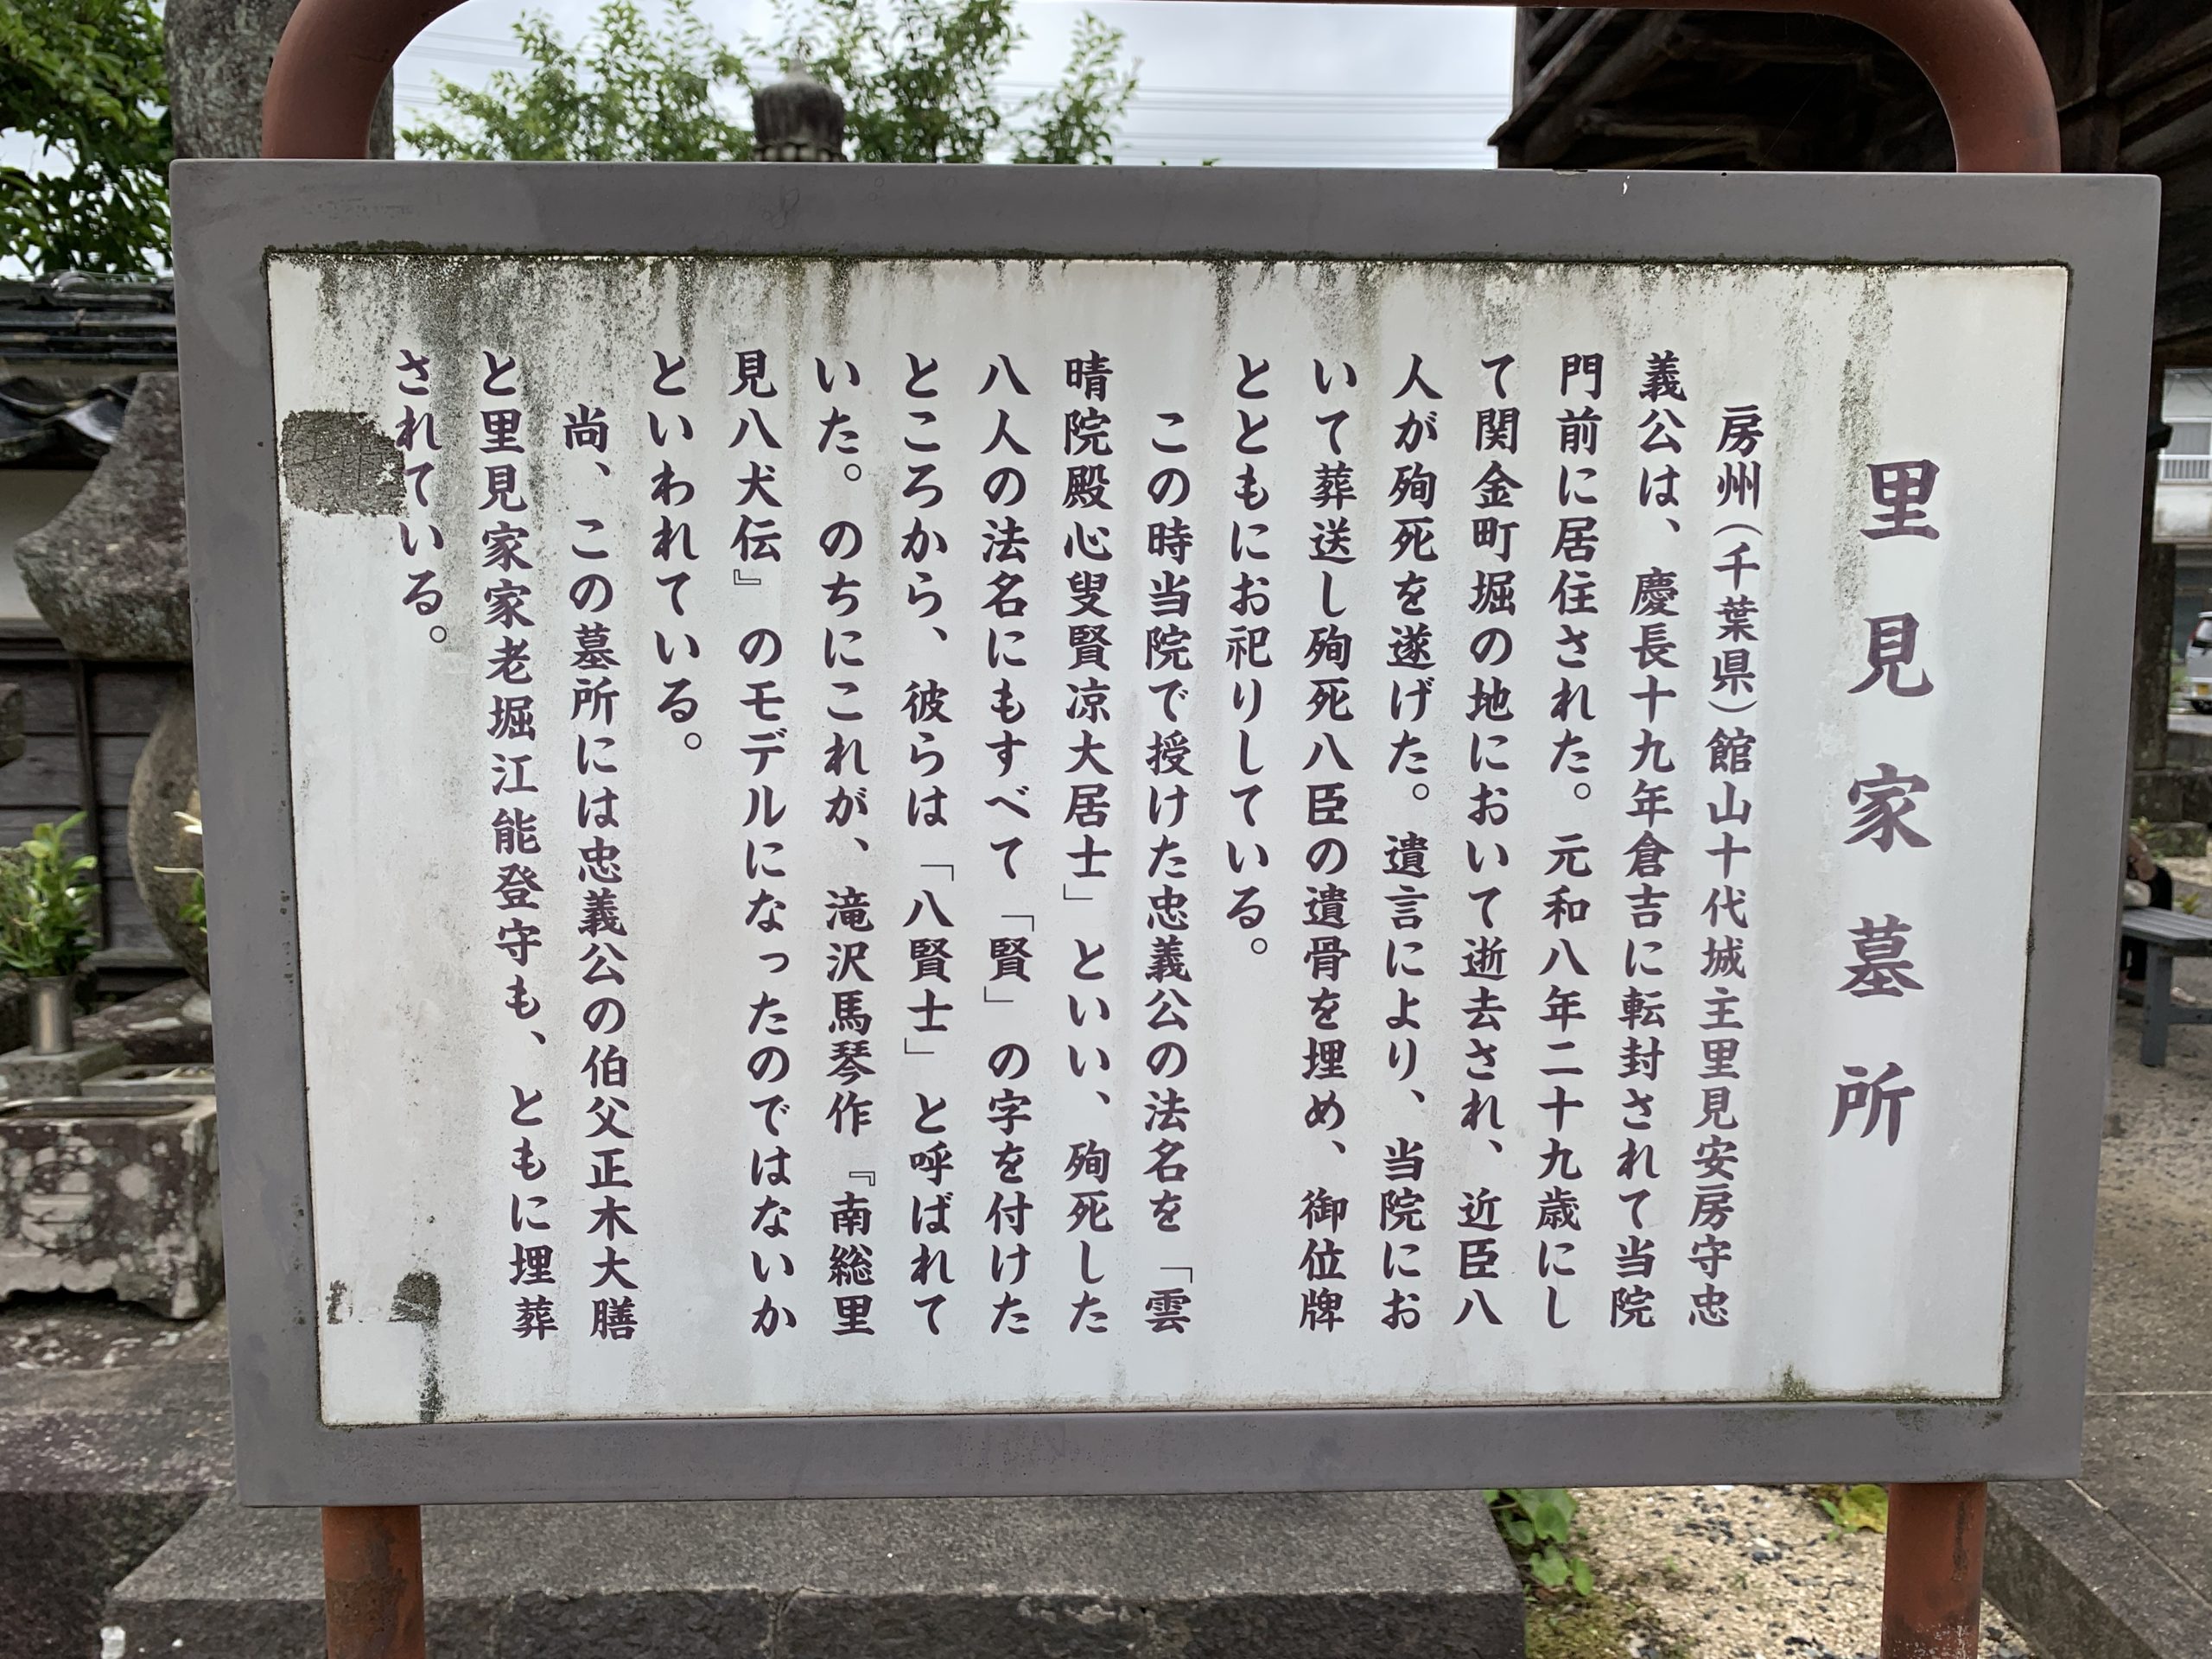 里見家墓所
房州(千葉県)館山十代城主里見安房守忠
義公は、慶長十九年倉吉に転封されて当院
門前に居住された。元和八年二十九歳にし
て関金町堀の地において逝去され、近臣八
人が殉死を遂げた。遺言により、当院にお
いて葬送し殉死八臣の遺骨を埋め、御位牌
とともにお祀りしている。
この時当院で授けた忠義公の法名を「雲
晴院殿心叟賢凉大居士」といい、殉死した
八人の法名にもすべて「賢」の字を付けた
ところから、彼らは「八賢士」と呼ばれて
いた。のちにこれが、滝沢馬琴作『南総里
見八犬伝』のモデルになったのではないか
といわれている。
尚、この墓所には忠義公の伯父正木大膳
と里見家家老堀江能登守も、ともに埋葬
されている。